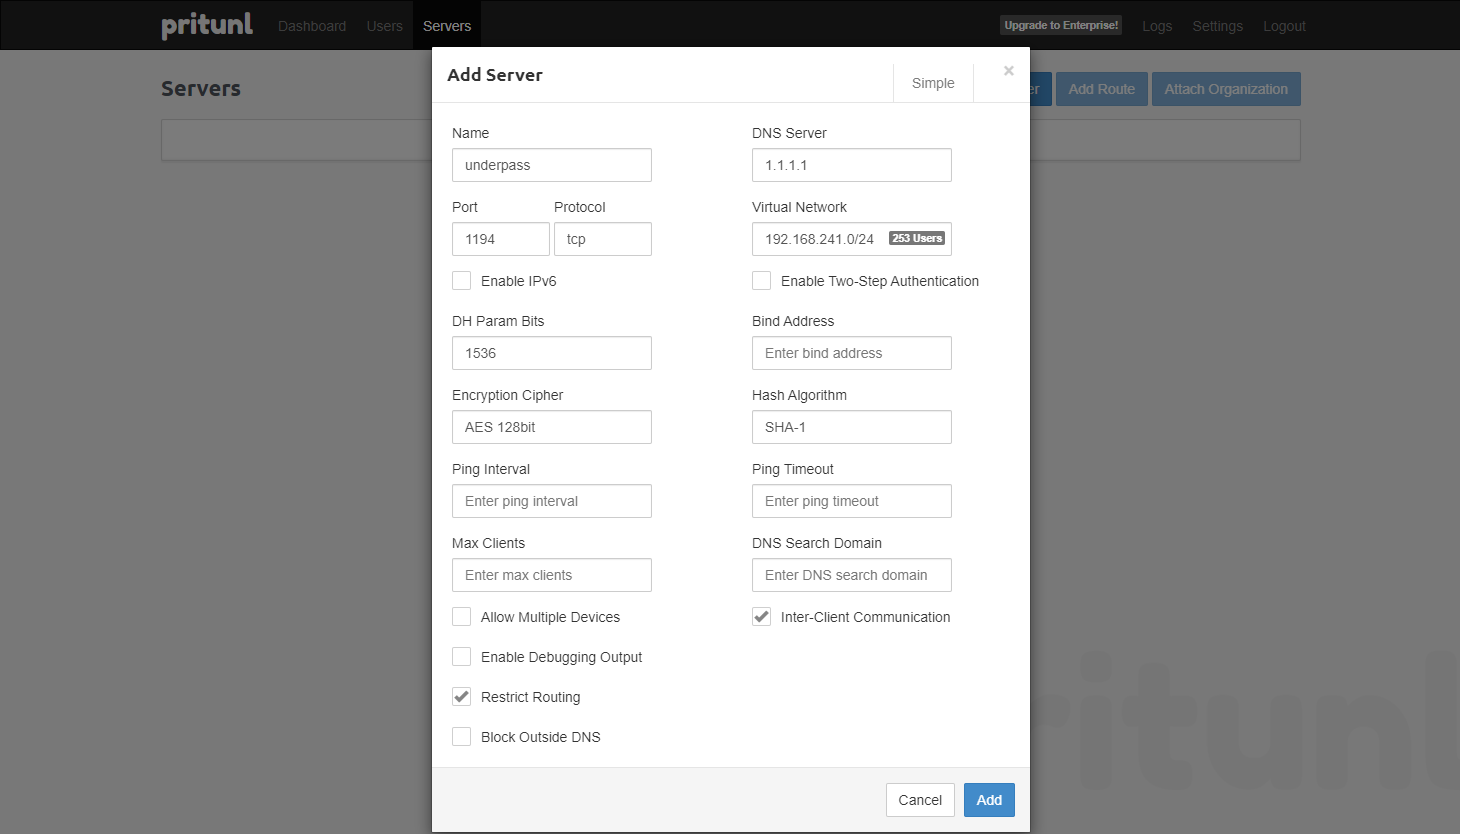 pritunl Dashboard Users Servers Upgrade to Enterprise! Logs Settings Logout
Servers
er Add Route Attach Organization
Add Server Simple ×
Name DNS Server
underpass 1.1.1.1
Port Protocol Virtual Network
1194 tcp 192.168.241.0/24 253 Users
Enable IPv6 Enable Two-Step Authentication
DH Param Bits Bind Address
1536 Enter bind address
Encryption Cipher Hash Algorithm
AES 128bit SHA-1
Ping Interval Ping Timeout
Enter ping interval Enter ping timeout
Max Clients DNS Search Domain
Enter max clients Enter DNS search domain
Allow Multiple Devices Inter-Client Communication
Enable Debugging Output
Restrict Routing
Block Outside DNS
Cancel Add
ritunl